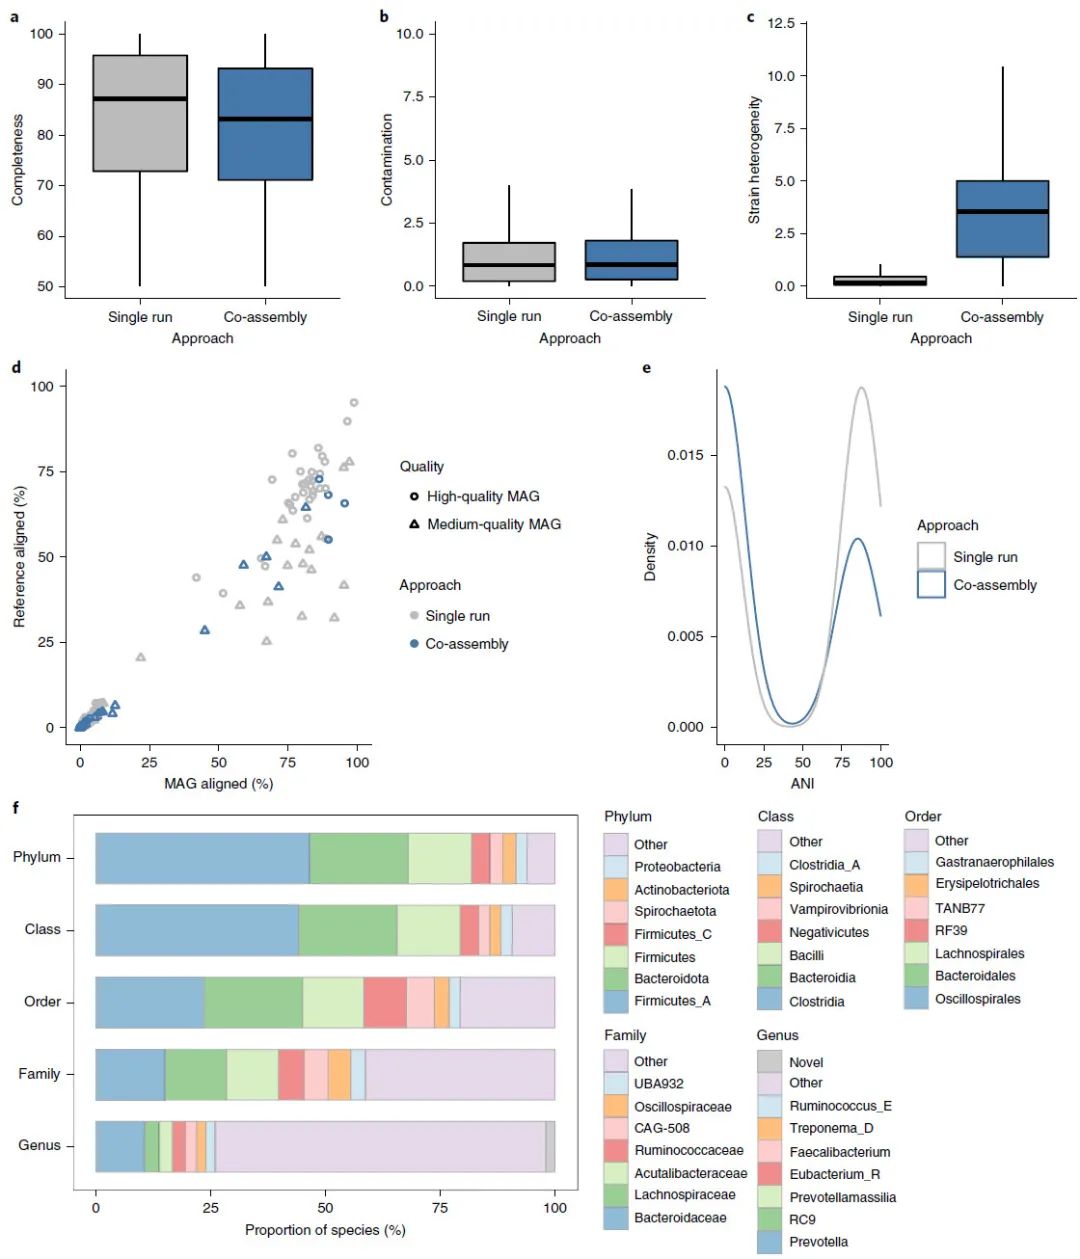 a
100
90
80
70
60
50
Completeness
Single run
Co-assembly
Approach
b
10.0
7.5
5.0
2.5
0.0
Contamination
Single run
Co-assembly
Approach
c
12.5
10.0
7.5
5.0
2.5
0.0
Strain heterogeneity
Single run
Co-assembly
Approach
d
100
75
50
25
0
Reference aligned (%)
0 25 50 75 100
MAG aligned (%)
Quality
High-quality MAG
Medium-quality MAG
Approach
Single run
Co-assembly
e
0.015
0.010
0.005
0.000
Density
0 25 50 75 100
ANI
Approach
Single run
Co-assembly
f
Phylum
Class
Order
Family
Genus
0 25 50 75 100
Proportion of species (%)
Phylum
Other
Proteobacteria
Actinobacteriota
Spirochaetota
Firmicutes_C
Firmicutes
Bacteroidota
Firmicutes_A
Class
Other
Clostridia_A
Spirochaetia
Vampirovibrionia
Negativicutes
Bacilli
Bacteroidia
Clostridia
Order
Other
Gastranaerophilales
Erysipelotrichales
TANB77
RF39
Lachnospirales
Bacteroidales
Oscillospirales
Family
Other
UBA932
Oscillospiraceae
CAG-508
Ruminococcaceae
Acutalibacteraceae
Lachnospiraceae
Bacteroidaceae
Genus
Novel
Other
Ruminococcus_E
Treponema_D
Faecalibacterium
Eubacterium_R
Prevotellamassilia
RC9
Prevotella